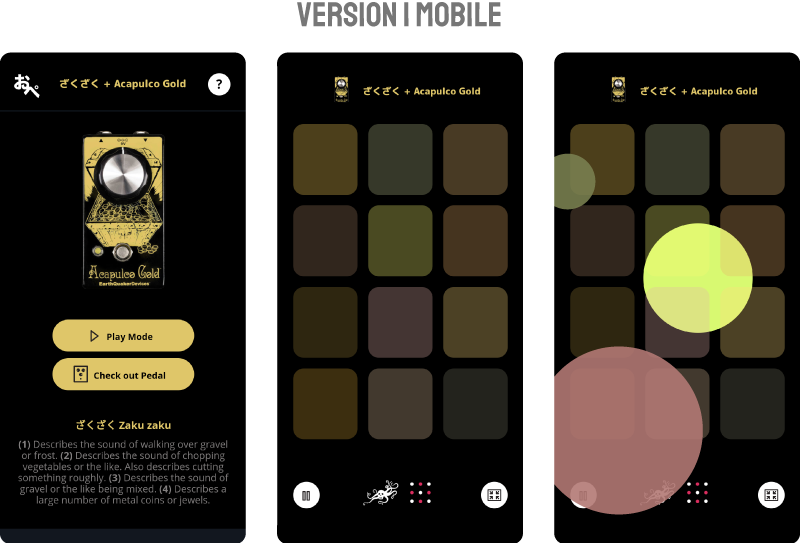 VERSION 1 MOBILE
おぺ
ざくざく + Acapulco Gold
?
Acapulco Gold
EarthQuaker Devices
Play Mode
Check out Pedal
ざくざく Zaku zaku
(1) Describes the sound of walking over gravel
or frost. (2) Describes the sound of chopping
vegetables or the like. Also describes cutting
something roughly. (3) Describes the sound of
gravel or the like being mixed. (4) Describes a
large number of metal coins or jewels.
ざくざく + Acapulco Gold
ざくざく + Acapulco Gold